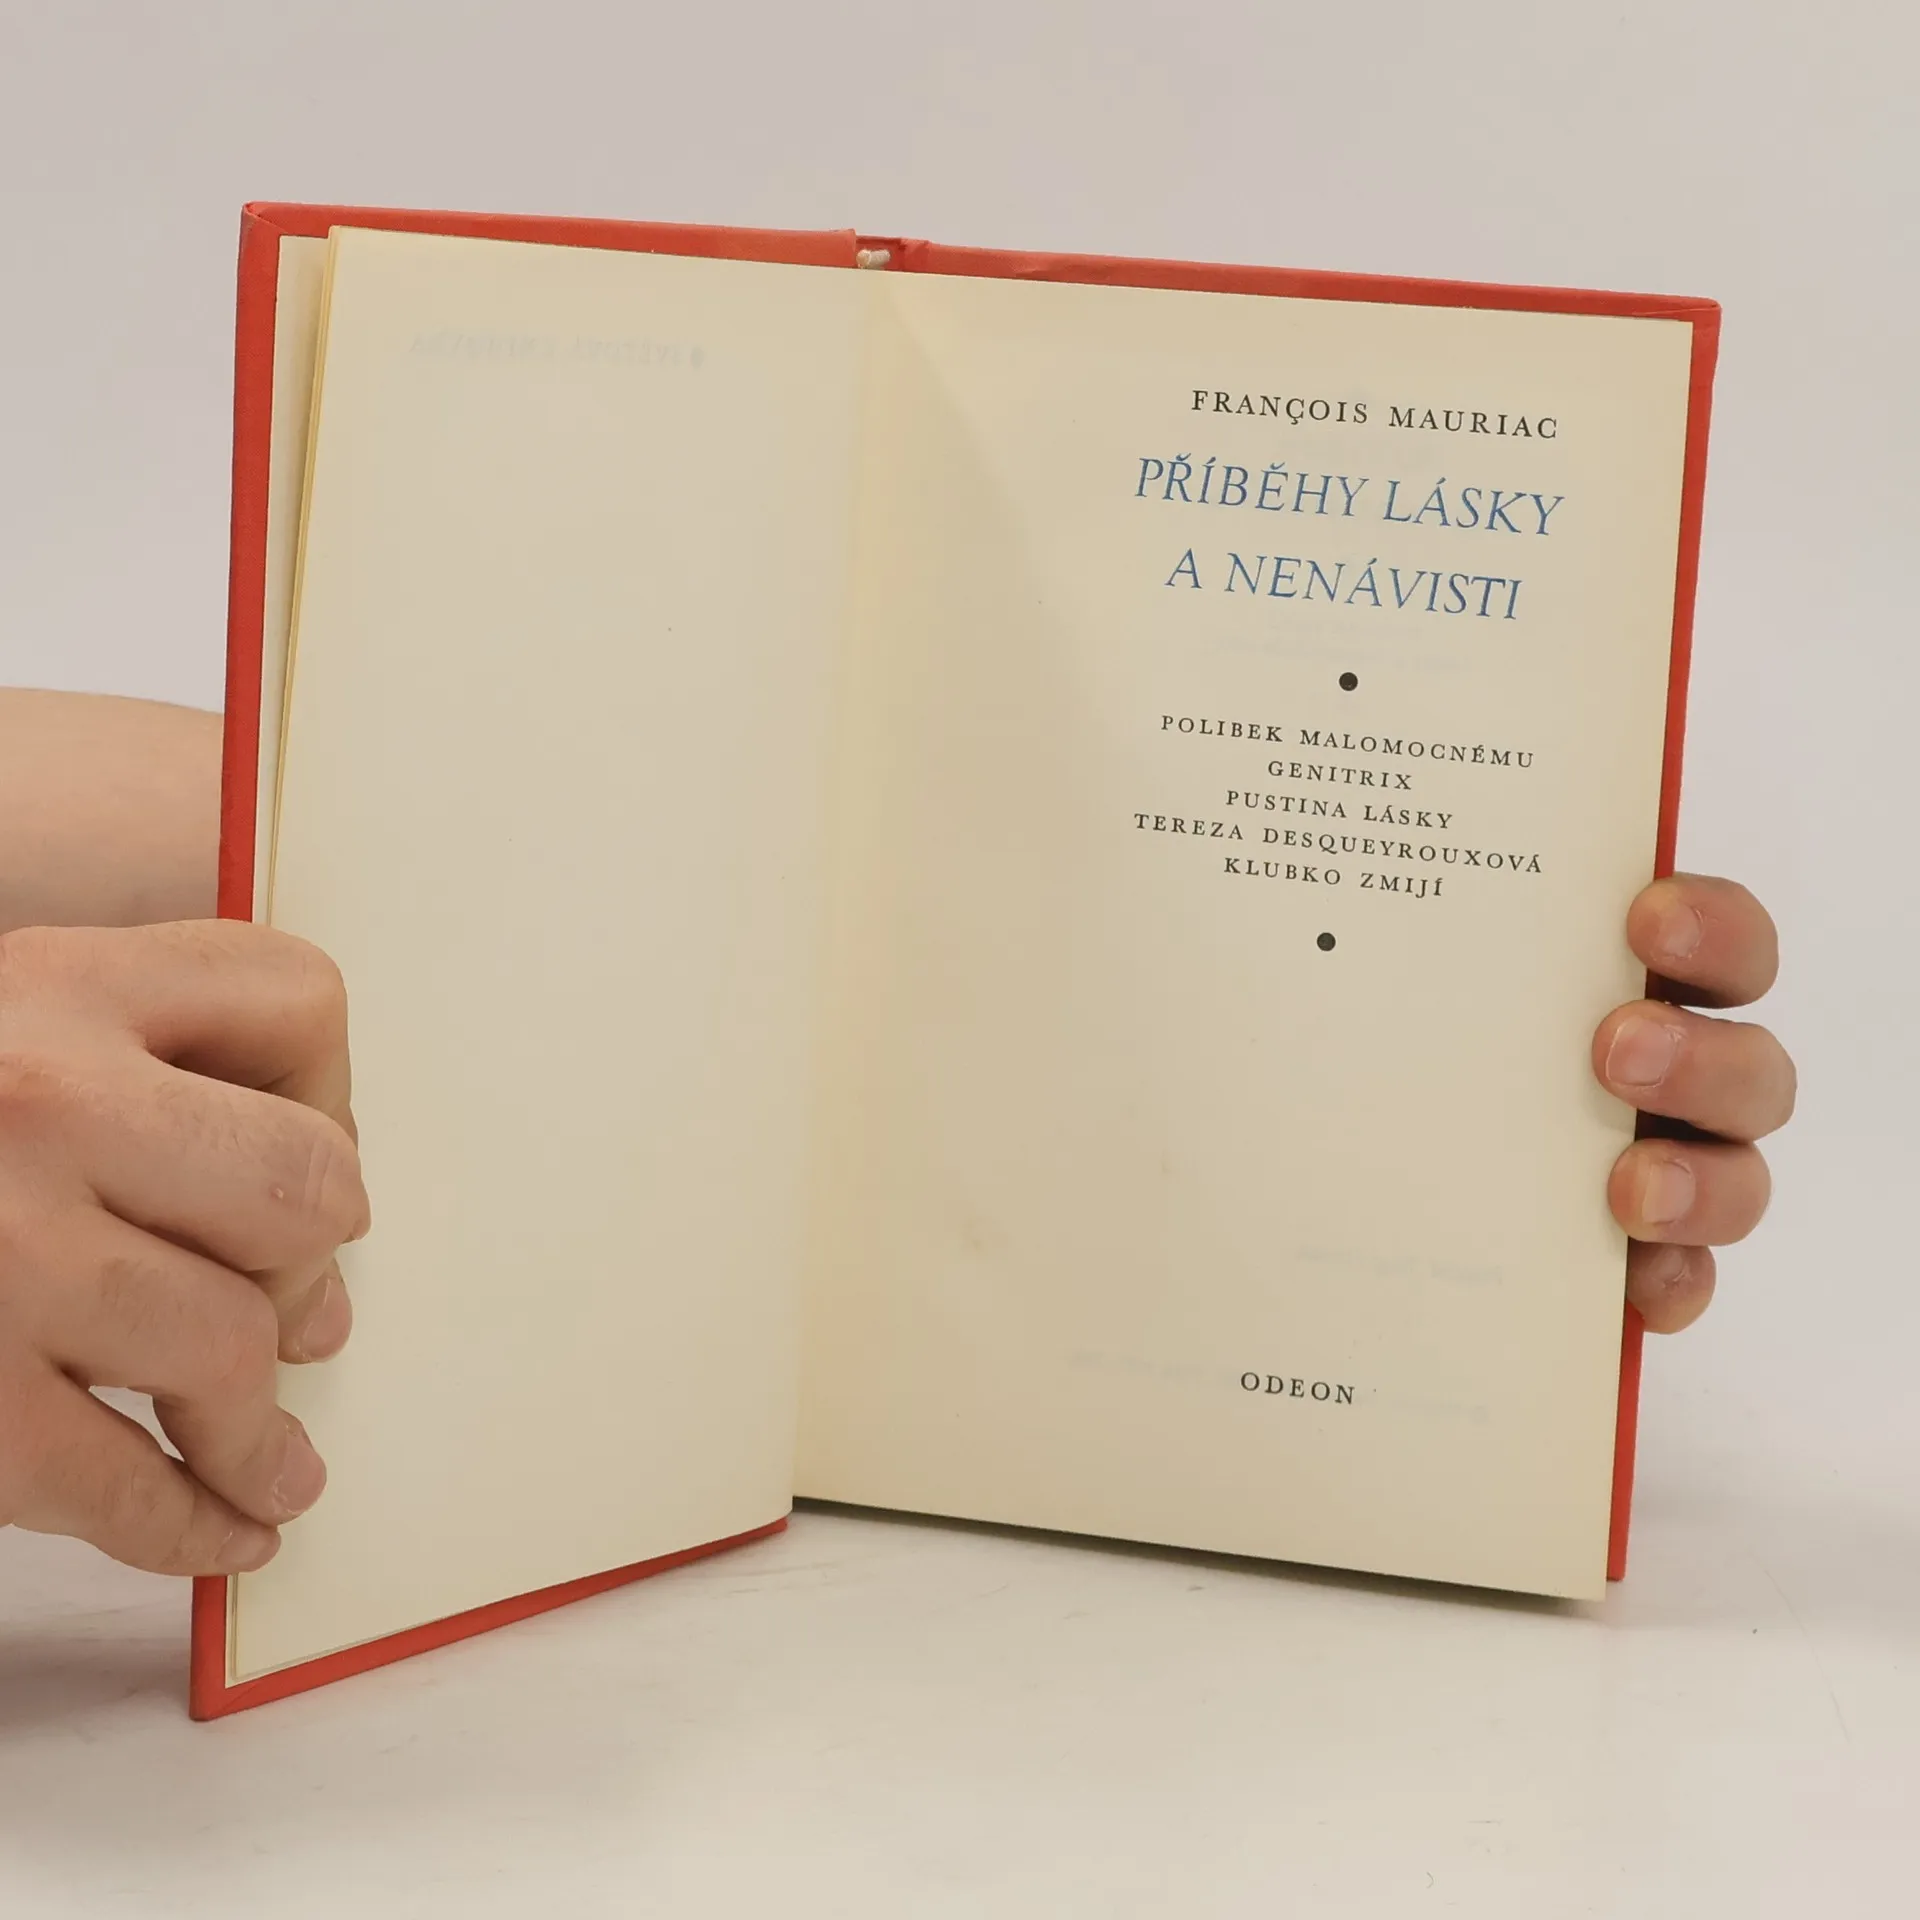 FRANÇOIS MAURIAC
PŘÍBĚHY LÁSKY
A NENÁVISTI
POLIBEK MALOMOCNÉMU
GENITRIX
PUSTINA LÁSKY
TEREZA DESQUEYROUXOVÁ
KLUBKO ZMIJÍ
ODEON